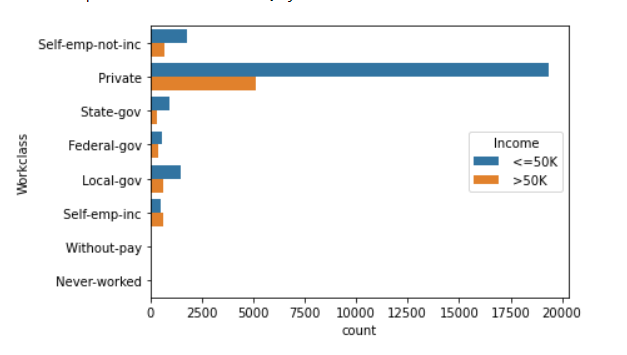 Self-emp-not-inc
Private
State-gov
Federal-gov
Local-gov
Self-emp-inc
Without-pay
Never-worked
Workclass
Income
<=50K
>50K
0 2500 5000 7500 10000 12500 15000 17500 20000
count